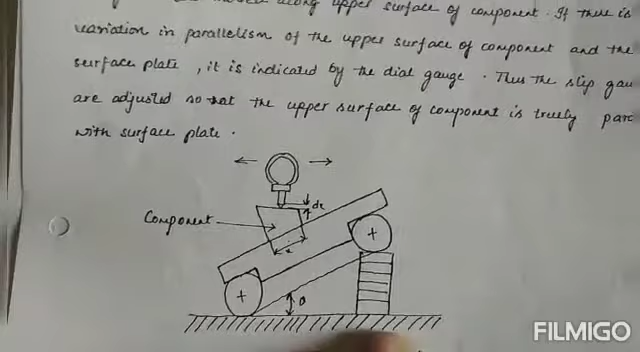 along upper surface of component. If there is
variation in parallelism of the upper surface of component and the
surface plate, it is indicated by the dial gauge. Thus the slip gau
are adjusted so that the upper surface of component is truely para
with surface plate.
Component
θ
FILMIGO